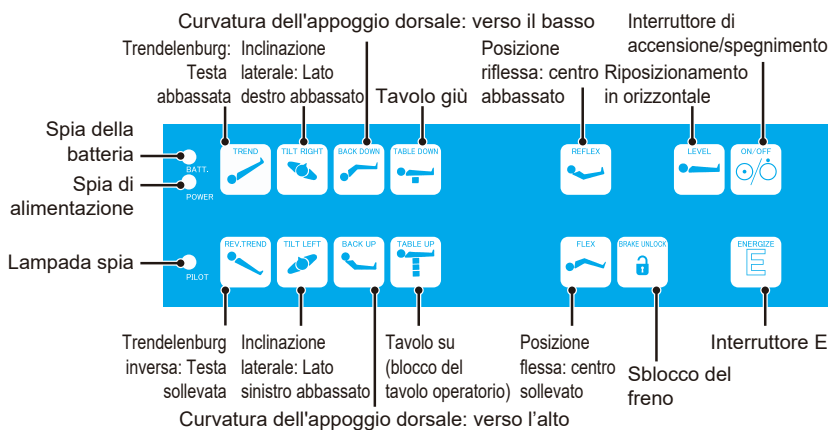 Curvatura dell'appoggio dorsale: verso il basso
Trendelenburg:
Testa
abbassata
Inclinazione
laterale: Lato
destro abbassato
Tavolo giù
Posizione
riflessa: centro
abbassato
Riposizionamento
in orizzontale
Interruttore di
accensione/spegnimento
Spia della
batteria
Spia di
alimentazione
Lampada spia
BATT.
POWER
PILOT
TREND
TILT RIGHT
BACK DOWN
TABLE DOWN
REFLEX
LEVEL
ON/OFF
REV.TREND
TILT LEFT
BACK UP
TABLE UP
FLEX
BRAKE UNLOCK
ENERGIZE
E
Trendelenburg
inversa: Testa
sollevata
Inclinazione
laterale: Lato
sinistro abbassato
Tavolo su
(blocco del
tavolo operatorio)
Posizione
flessa: centro
sollevato
Sblocco del
freno
Interruttore E
Curvatura dell'appoggio dorsale: verso l’alto